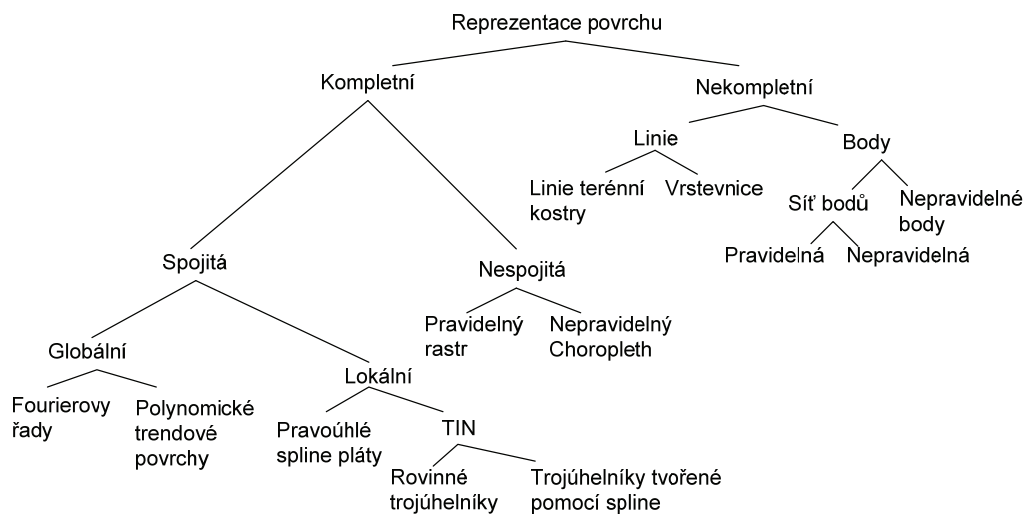 Reprezentace povrchu
Kompletní
Nekompletní
Linie
Body
Linie terénní
kostry
Vrstevnice
Síť bodů
Nepravidelné
body
Pravidelná
Nepravidelná
Spojitá
Nespojitá
Pravidelný
rastr
Nepravidelný
Choropleth
Globální
Lokální
Fourierovy
řady
Polynomické
trendové
povrchy
Pravoúhlé
spline pláty
TIN
Rovinné
trojúhelníky
Trojúhelníky tvořené
pomocí spline